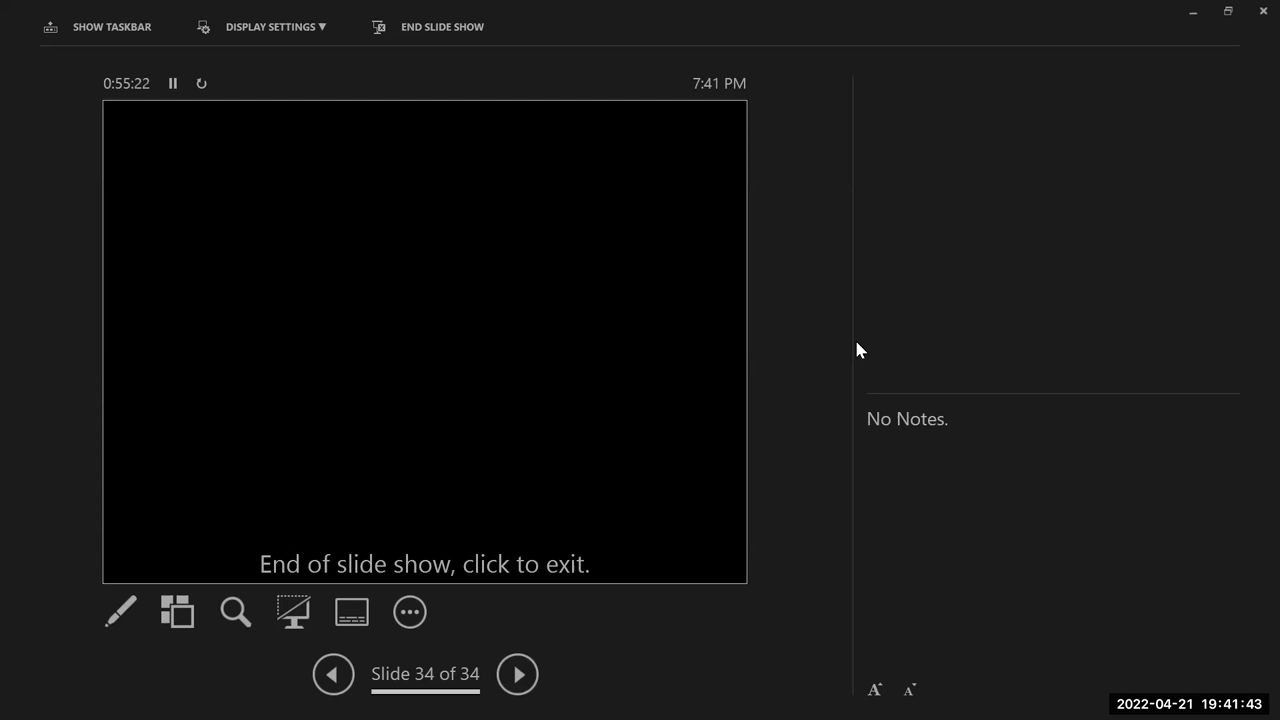 SHOW TASKBAR DISPLAY SETTINGS ▼ END SLIDE SHOW
0:55:22 7:41 PM
End of slide show, click to exit.
Slide 34 of 34
No Notes.
A A
2022-04-21 19:41:43